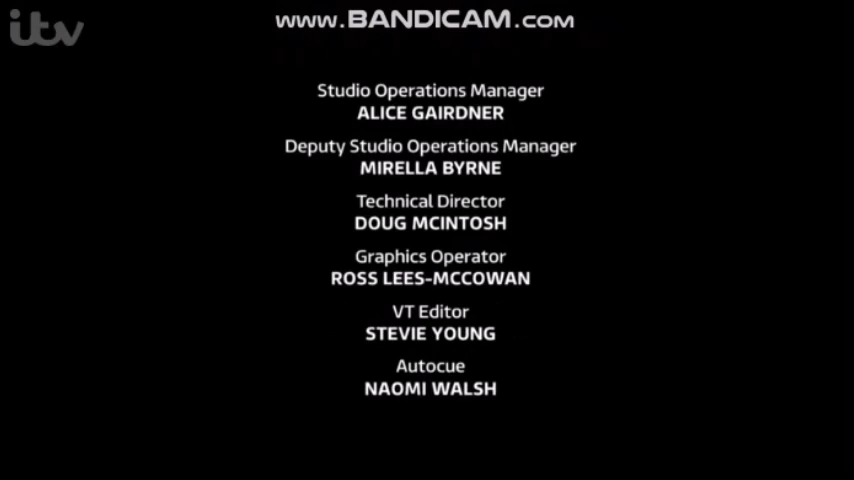 itv
www.BANDICAM.com
Studio Operations Manager
ALICE GAIRDNER
Deputy Studio Operations Manager
MIRELLA BYRNE
Technical Director
DOUG MCINTOSH
Graphics Operator
ROSS LEES-MCCOWAN
VT Editor
STEVIE YOUNG
Autocue
NAOMI WALSH